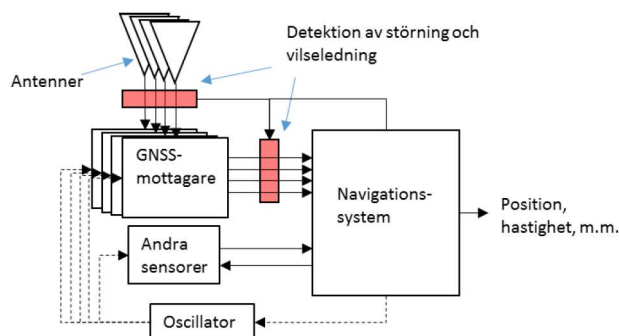 Detektion av störning och
vilseledning
Antenner
GNSS-
mottagare
Navigations-
system
Position,
hastighet, m.m.
Andra
sensorer
Oscillator